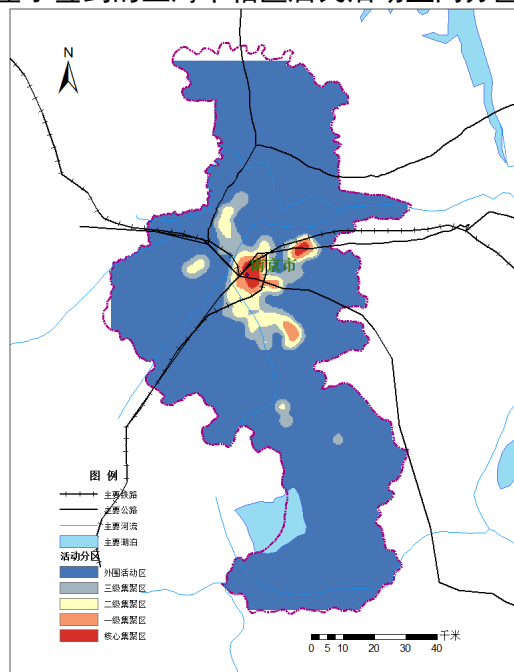 N
南京市
图 例
主要铁路
主要公路
主要河流
主要湖泊
活动分区
外围活动区
三级集聚区
二级集聚区
一级集聚区
核心集聚区
0 5 10 20 30 40 千米